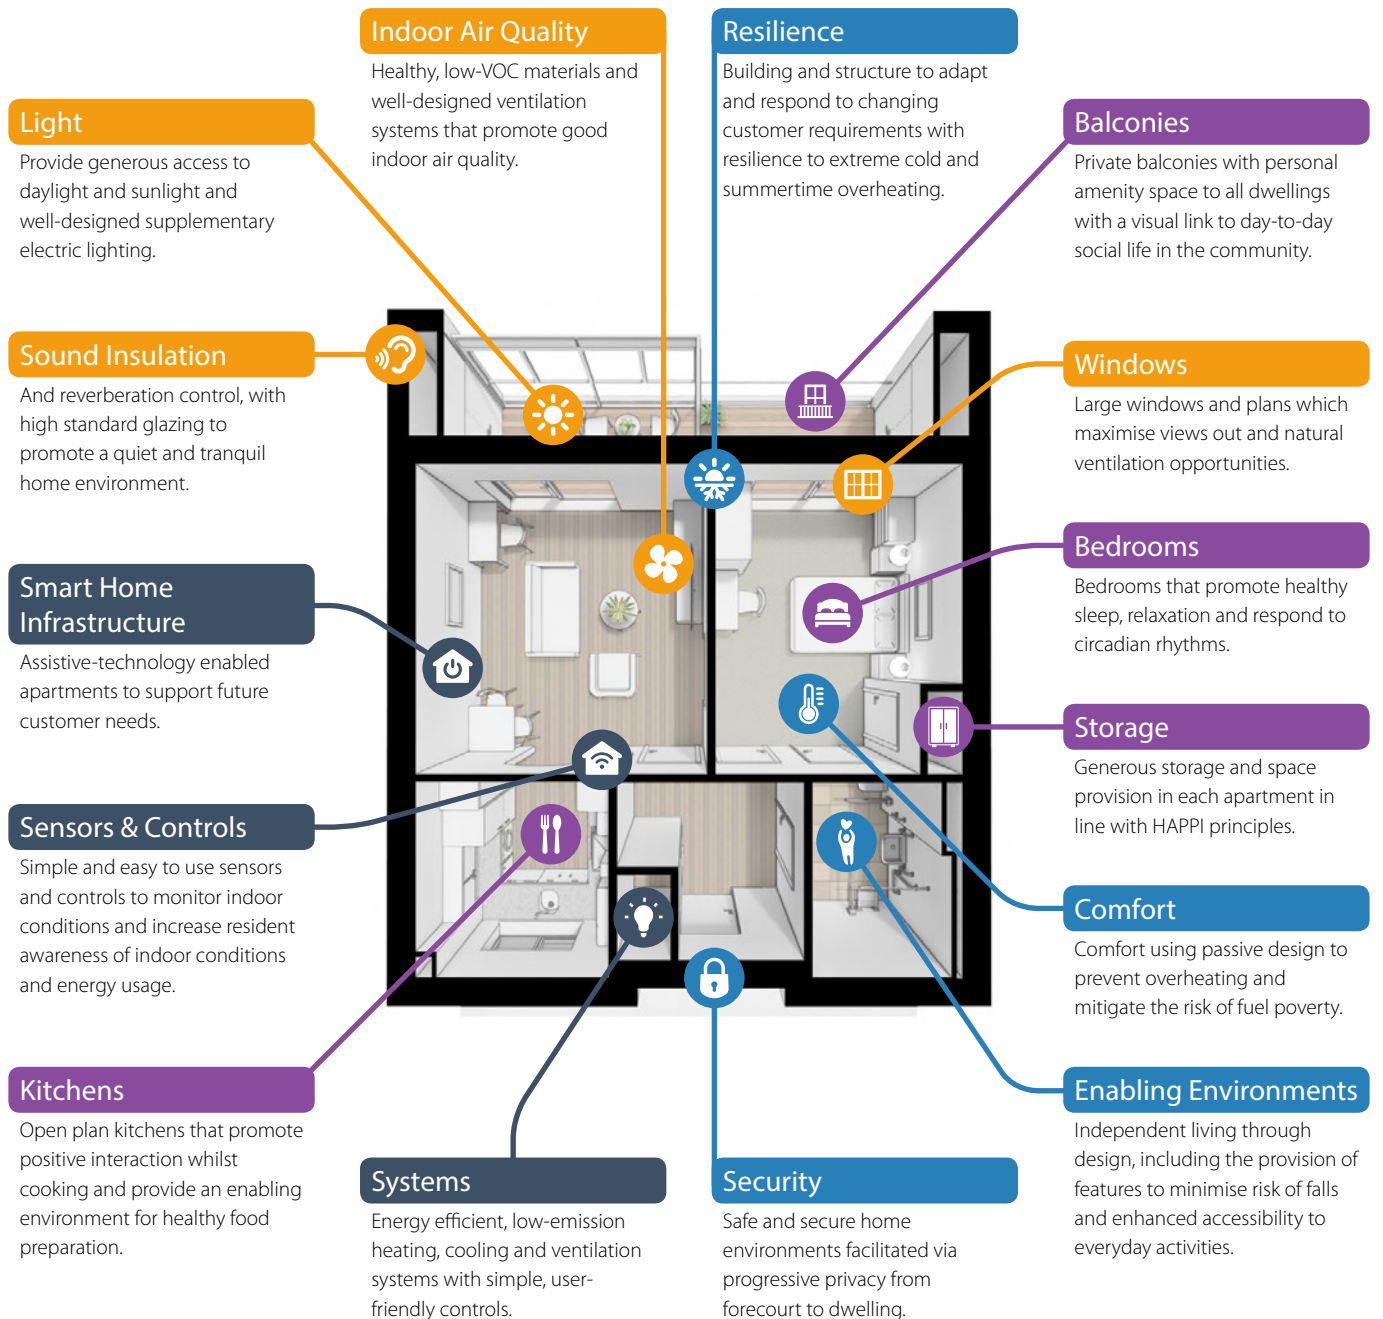 Indoor Air Quality
Healthy, low-VOC materials and
well-designed ventilation
systems that promote good
indoor air quality.
Resilience
Building and structure to adapt
and respond to changing
customer requirements with
resilience to extreme cold and
summertime overheating.
Light
Provide generous access to
daylight and sunlight and
well-designed supplementary
electric lighting.
Balconies
Private balconies with personal
amenity space to all dwellings
with a visual link to day-to-day
social life in the community.
Sound Insulation
And reverberation control, with
high standard glazing to
promote a quiet and tranquil
home environment.
Windows
Large windows and plans which
maximise views out and natural
ventilation opportunities.
Bedrooms
Bedrooms that promote healthy
sleep, relaxation and respond to
circadian rhythms.
Smart Home
Infrastructure
Assistive-technology enabled
apartments to support future
customer needs.
Storage
Generous storage and space
provision in each apartment in
line with HAPPI principles.
Sensors & Controls
Simple and easy to use sensors
and controls to monitor indoor
conditions and increase resident
awareness of indoor conditions
and energy usage.
Comfort
Comfort using passive design to
prevent overheating and
mitigate the risk of fuel poverty.
Kitchens
Open plan kitchens that promote
positive interaction whilst
cooking and provide an enabling
environment for healthy food
preparation.
Enabling Environments
Independent living through
design, including the provision of
features to minimise risk of falls
and enhanced accessibility to
everyday activities.
Systems
Energy efficient, low-emission
heating, cooling and ventilation
systems with simple, user-
friendly controls.
Security
Safe and secure home
environments facilitated via
progressive privacy from
forecourt to dwelling.